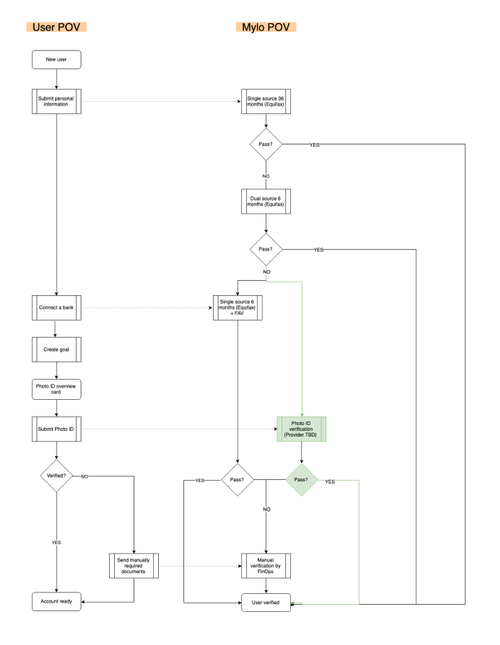 User POV
Mylo POV
New user
Submit personal
information
Single source 36
months (Equifax)
Pass?
YES
NO
Dual source 6
months (Equifax)
Pass?
YES
NO
Connect a bank
Single source 6
months (Equifax)
+ FAV
Create goal
Photo ID overview
card
Submit Photo ID
Photo ID
verification
(Provider TBD)
Verified?
NO
YES
Pass?
YES
Pass?
YES
NO
Send manually
required
documents
Manual
verification by
FinOps
Account ready
User verified